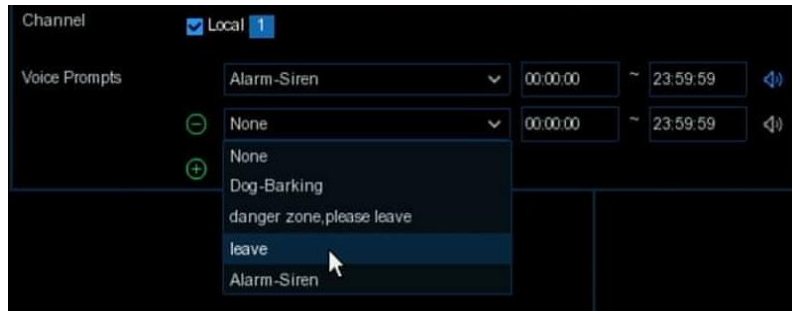 Channel Local 1
Voice Prompts Alarm-Siren 00:00:00 ~ 23:59:59
None 00:00:00 ~ 23:59:59
None
Dog-Barking
danger zone,please leave
leave
Alarm-Siren